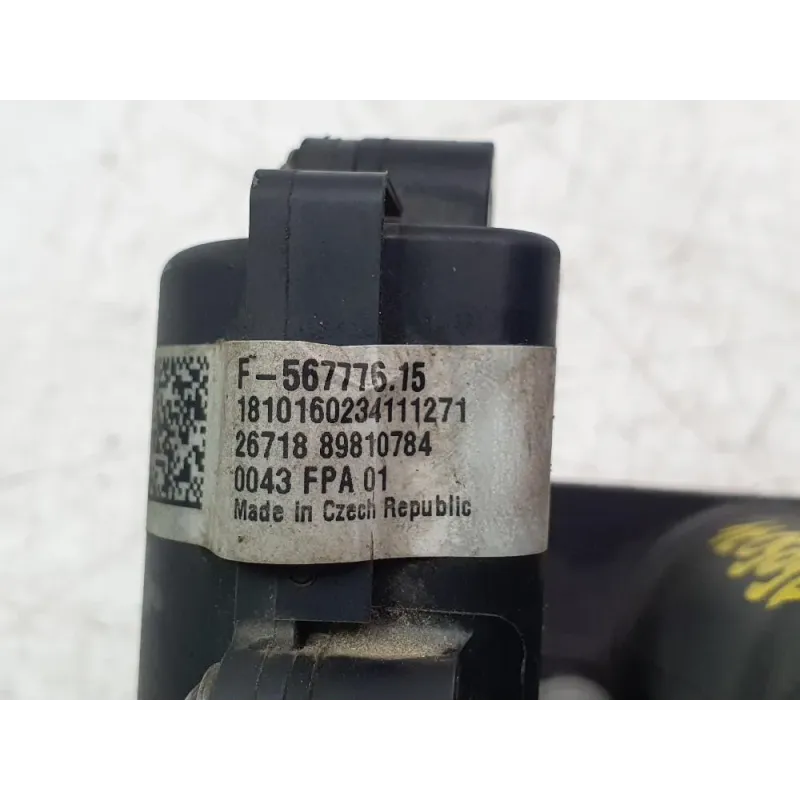 F-567776.15
1810160234111271
26718 89810784
0043 FPA 01
Made in Czech Republic